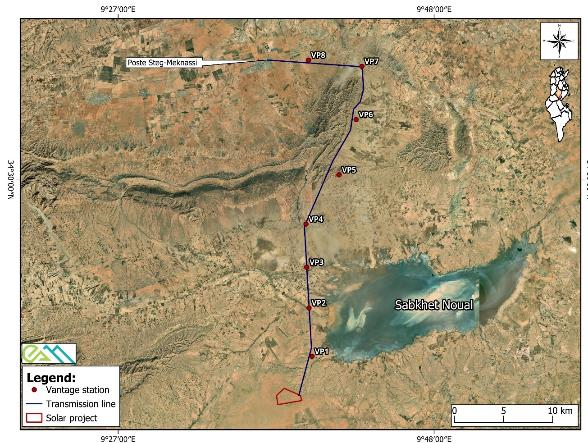 9°27'00"E
9°48'00"E
Poste Steg-Meknassi
VP8
VP7
VP6
VP5
34°30'00"N
VP4
VP3
VP2
Sabkhet Noual
VP1
Legend:
Vantage station
Transmission line
Solar project
0 5 10 km
9°27'00"E
9°48'00"E